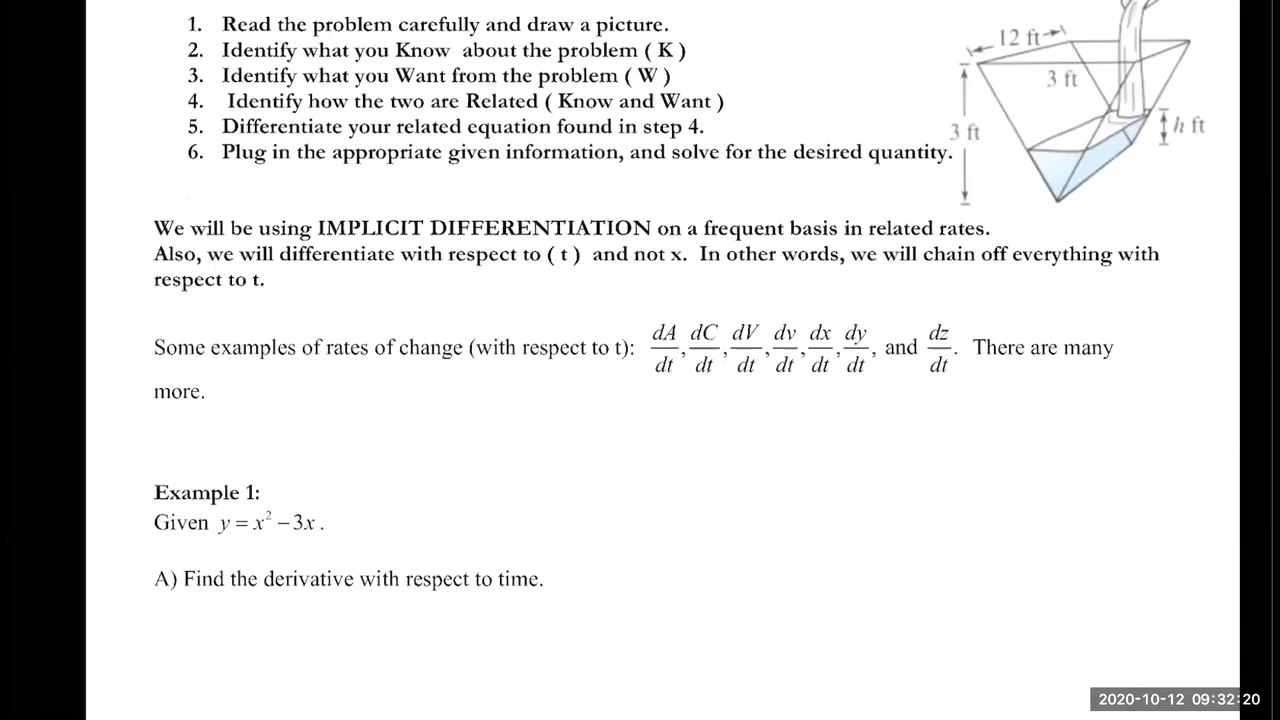 1. Read the problem carefully and draw a picture.
2. Identify what you Know about the problem ( K )
3. Identify what you Want from the problem ( W )
4. Identify how the two are Related ( Know and Want )
5. Differentiate your related equation found in step 4.
6. Plug in the appropriate given information, and solve for the desired quantity.
12 ft
3 ft
3 ft
h ft
We will be using IMPLICIT DIFFERENTIATION on a frequent basis in related rates.
Also, we will differentiate with respect to ( t ) and not x. In other words, we will chain off everything with
respect to t.
Some examples of rates of change (with respect to t): dA/dt, dC/dt, dV/dt, dv/dt, dx/dt, dy/dt, and dz/dt. There are many
more.
Example 1:
Given y = x² – 3x .
A) Find the derivative with respect to time.
2020-10-12 09:32:20